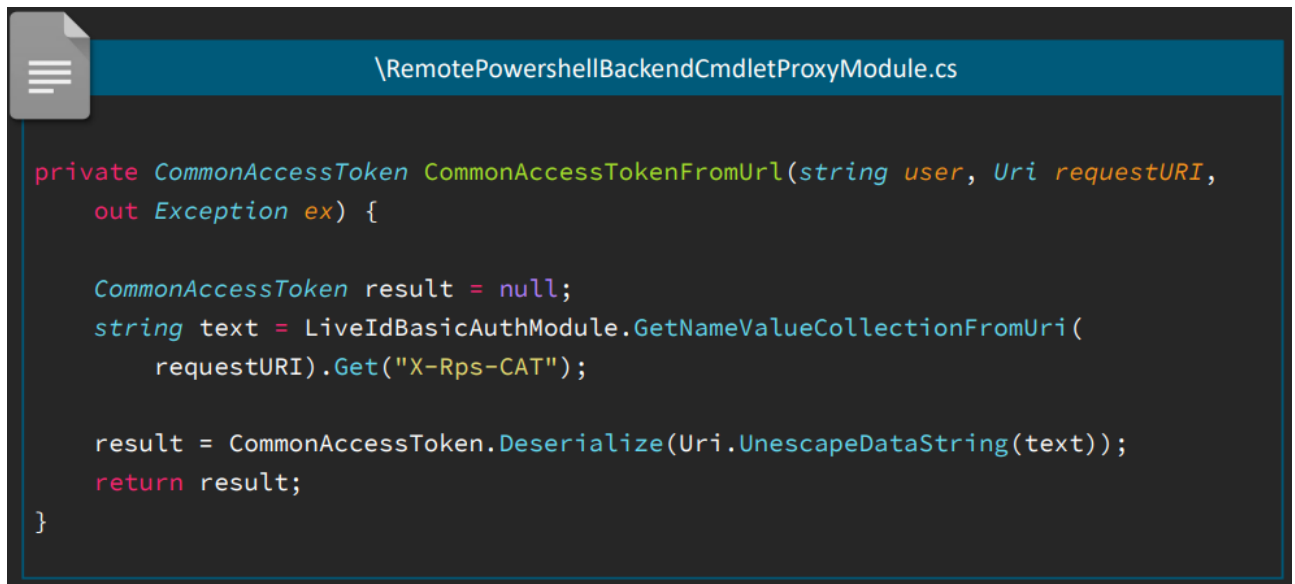 \RemotePowershellBackendCmdletProxyModule.cs
private CommonAccessToken CommonAccessTokenFromUrl(string user, Uri requestURI,
    out Exception ex) {
    CommonAccessToken result = null;
    string text = LiveIdBasicAuthModule.GetNameValueCollectionFromUri(
        requestURI).Get("X-Rps-CAT");
    result = CommonAccessToken.Deserialize(Uri.UnescapeDataString(text));
    return result;
}